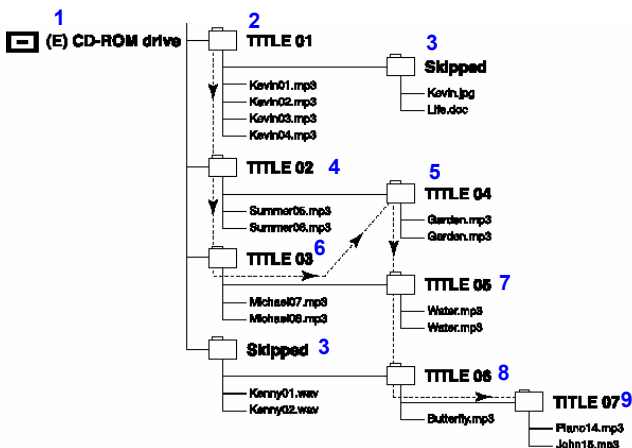 1
(E) CD-ROM drive
2
TITLE 01
Kevin01.mp3
Kevin02.mp3
Kevin03.mp3
Kevin04.mp3
3
Skipped
Kevin.jpg
Life.doc
TITLE 02 4
Summer05.mp3
Summer06.mp3
5
TITLE 04
Garden.mp3
Garden.mp3
6
TITLE 03
Michael07.mp3
Michael08.mp3
TITLE 05 7
Water.mp3
Water.mp3
Skipped 3
Kenny01.wav
Kenny02.wav
TITLE 06 8
Butterfly.mp3
TITLE 07 9
Piano14.mp3
John15.mp3